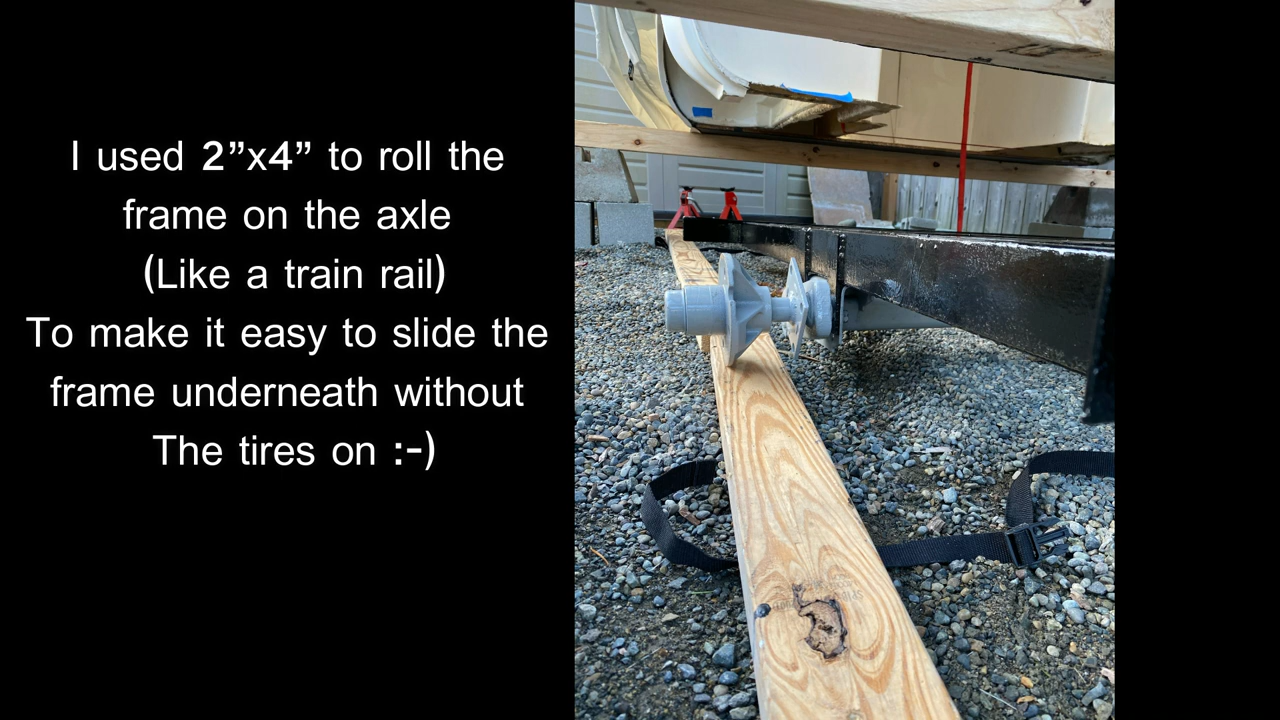 I used 2”x4” to roll the
frame on the axle
(Like a train rail)
To make it easy to slide the
frame underneath without
The tires on :-)